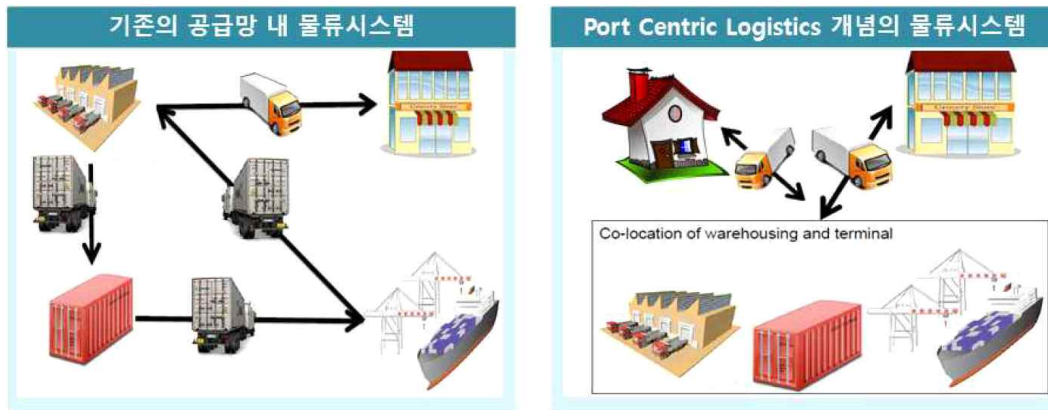 기존의 공급망 내 물류시스템
Port Centric Logistics 개념의 물류시스템
Co-location of warehousing and terminal